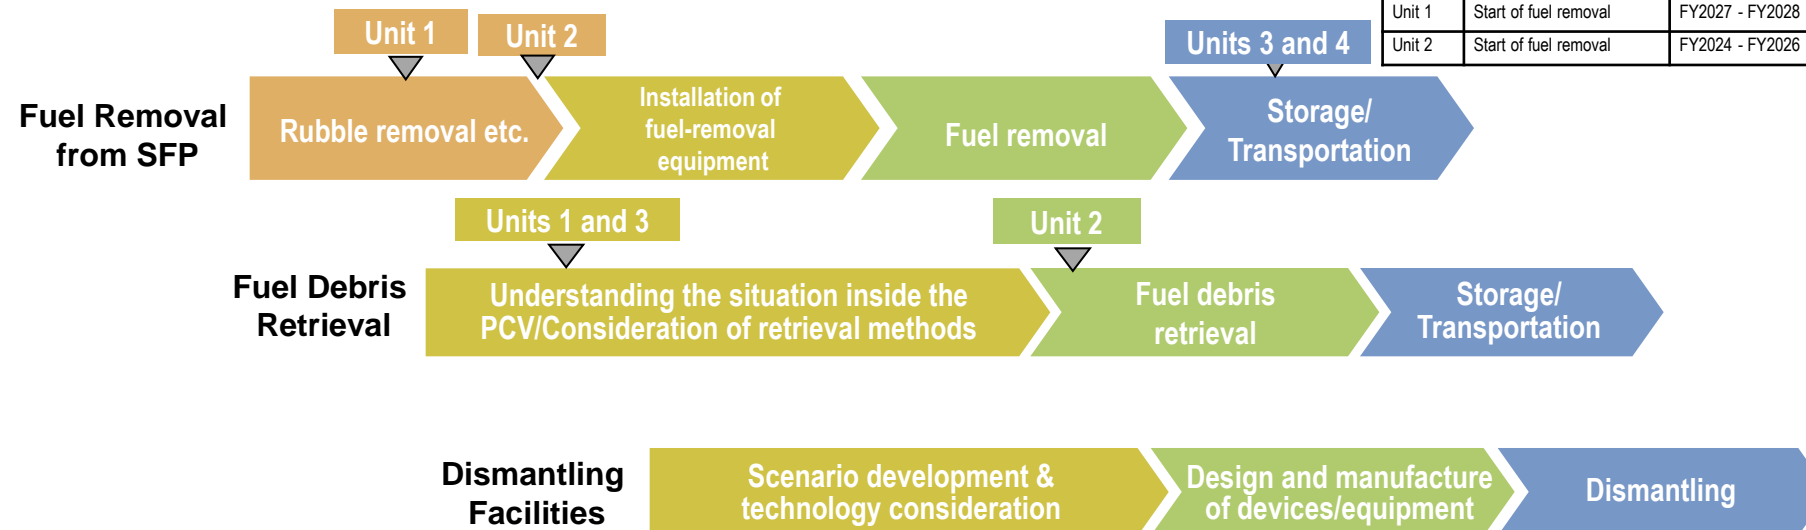 Unit 1 Start of fuel removal FY2027 - FY2028
Unit 2 Start of fuel removal FY2024 - FY2026
Unit 1
Unit 2
Units 3 and 4
Fuel Removal
from SFP
Rubble removal etc.
Installation of
fuel-removal
equipment
Fuel removal
Storage/
Transportation
Units 1 and 3
Unit 2
Fuel Debris
Retrieval
Understanding the situation inside the
PCV/Consideration of retrieval methods
Fuel debris
retrieval
Storage/
Transportation
Dismantling
Facilities
Scenario development &
technology consideration
Design and manufacture
of devices/equipment
Dismantling